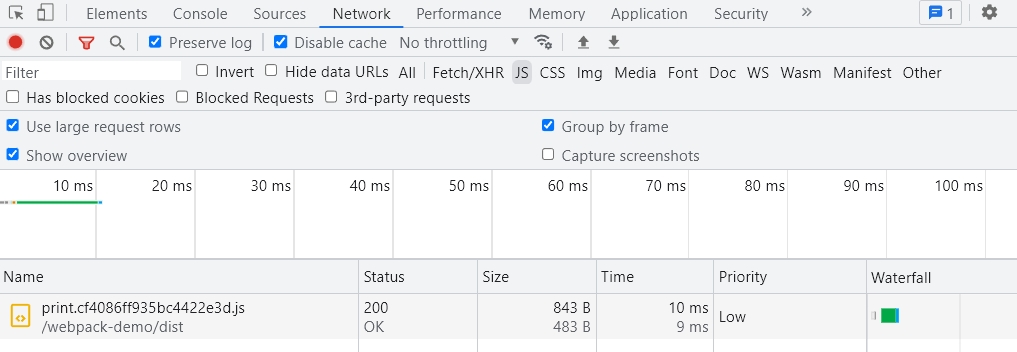 Elements Console Sources Network Performance Memory Application Security 1
Preserve log Disable cache No throttling
Filter Invert Hide data URLs All Fetch/XHR JS CSS Img Media Font Doc WS Wasm Manifest Other
Has blocked cookies Blocked Requests 3rd-party requests
Use large request rows Group by frame
Show overview Capture screenshots
10 ms 20 ms 30 ms 40 ms 50 ms 60 ms 70 ms 80 ms 90 ms 100 ms
Name Status Size Time Priority Waterfall
print.cf4086ff935bc4422e3d.js 200 843 B 10 ms Low
/webpack-demo/dist OK 483 B 9 ms